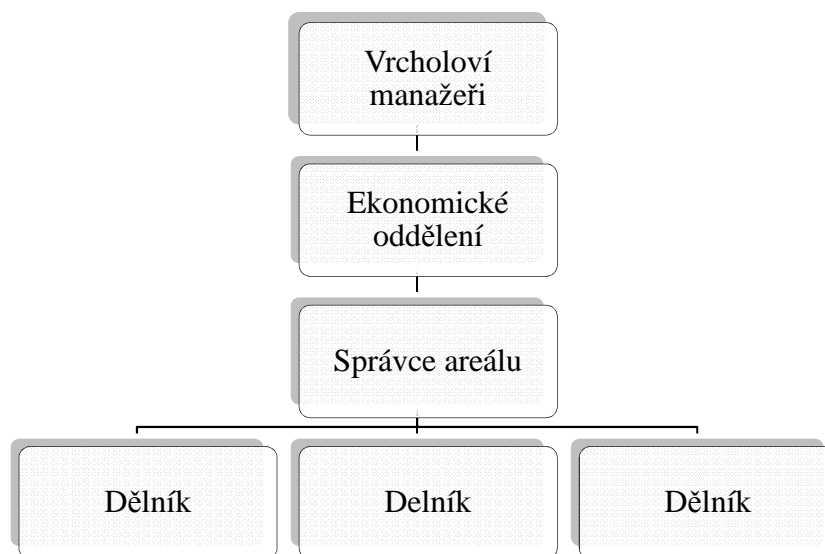 Vrcholoví
manažeři
Ekonomické
oddělení
Správce areálu
Dělník
Delník
Dělník